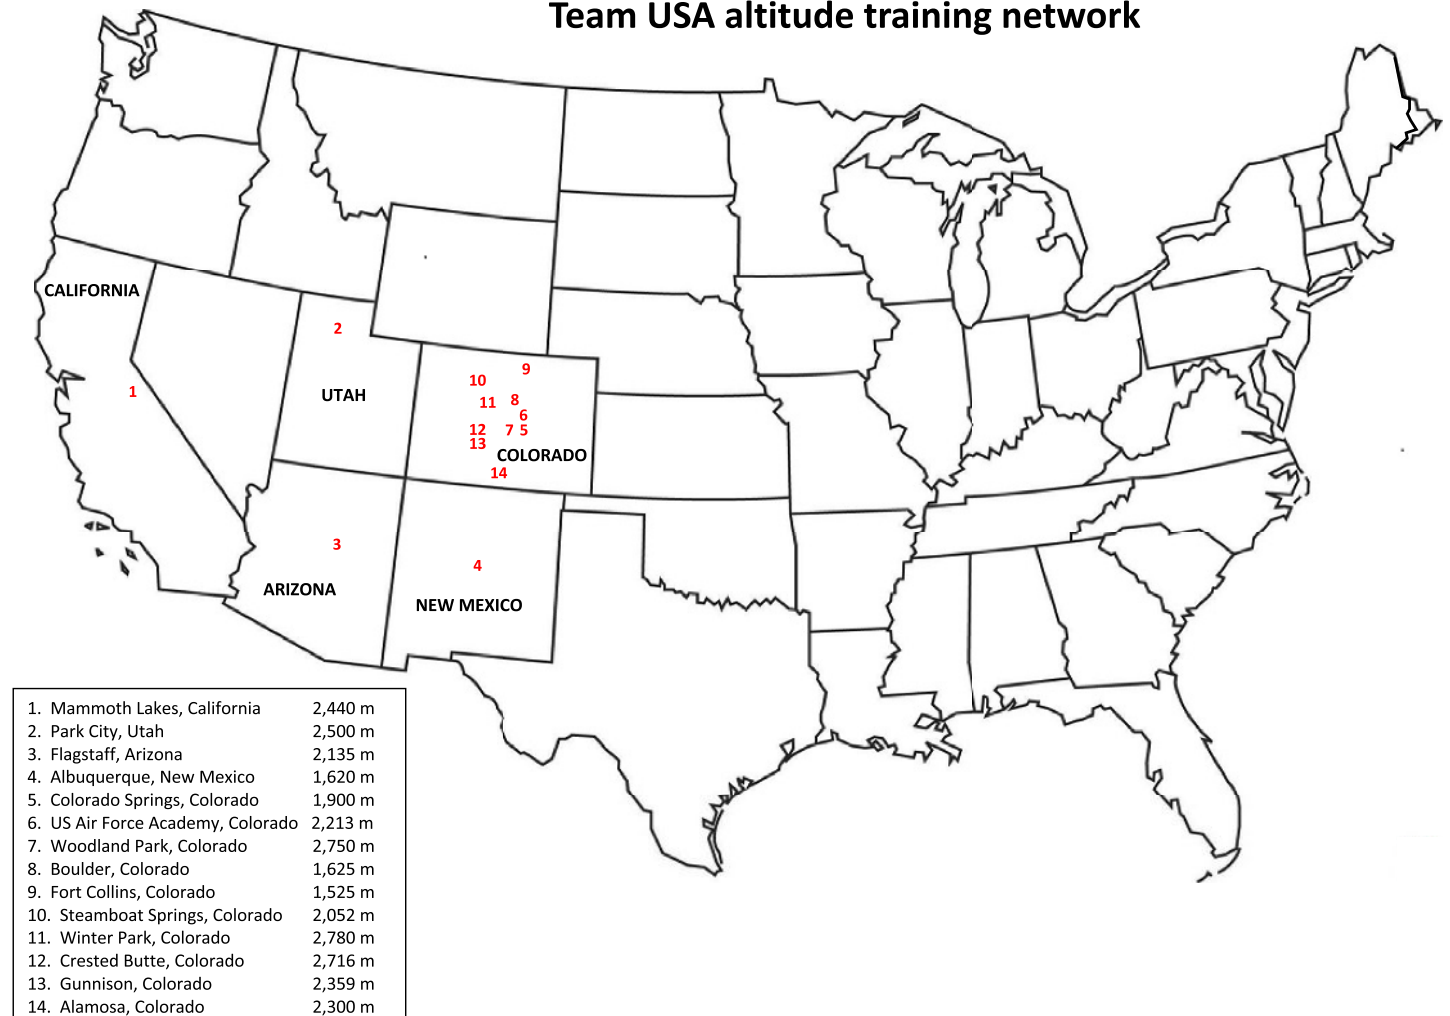 Team USA altitude training network
CALIFORNIA
2
9
10
1
UTAH
11
8
6
12
7
5
13
COLORADO
14
3
4
ARIZONA
NEW MEXICO
1. Mammoth Lakes, California 2,440 m
2. Park City, Utah 2,500 m
3. Flagstaff, Arizona 2,135 m
4. Albuquerque, New Mexico 1,620 m
5. Colorado Springs, Colorado 1,900 m
6. US Air Force Academy, Colorado 2,213 m
7. Woodland Park, Colorado 2,750 m
8. Boulder, Colorado 1,625 m
9. Fort Collins, Colorado 1,525 m
10. Steamboat Springs, Colorado 2,052 m
11. Winter Park, Colorado 2,780 m
12. Crested Butte, Colorado 2,716 m
13. Gunnison, Colorado 2,359 m
14. Alamosa, Colorado 2,300 m